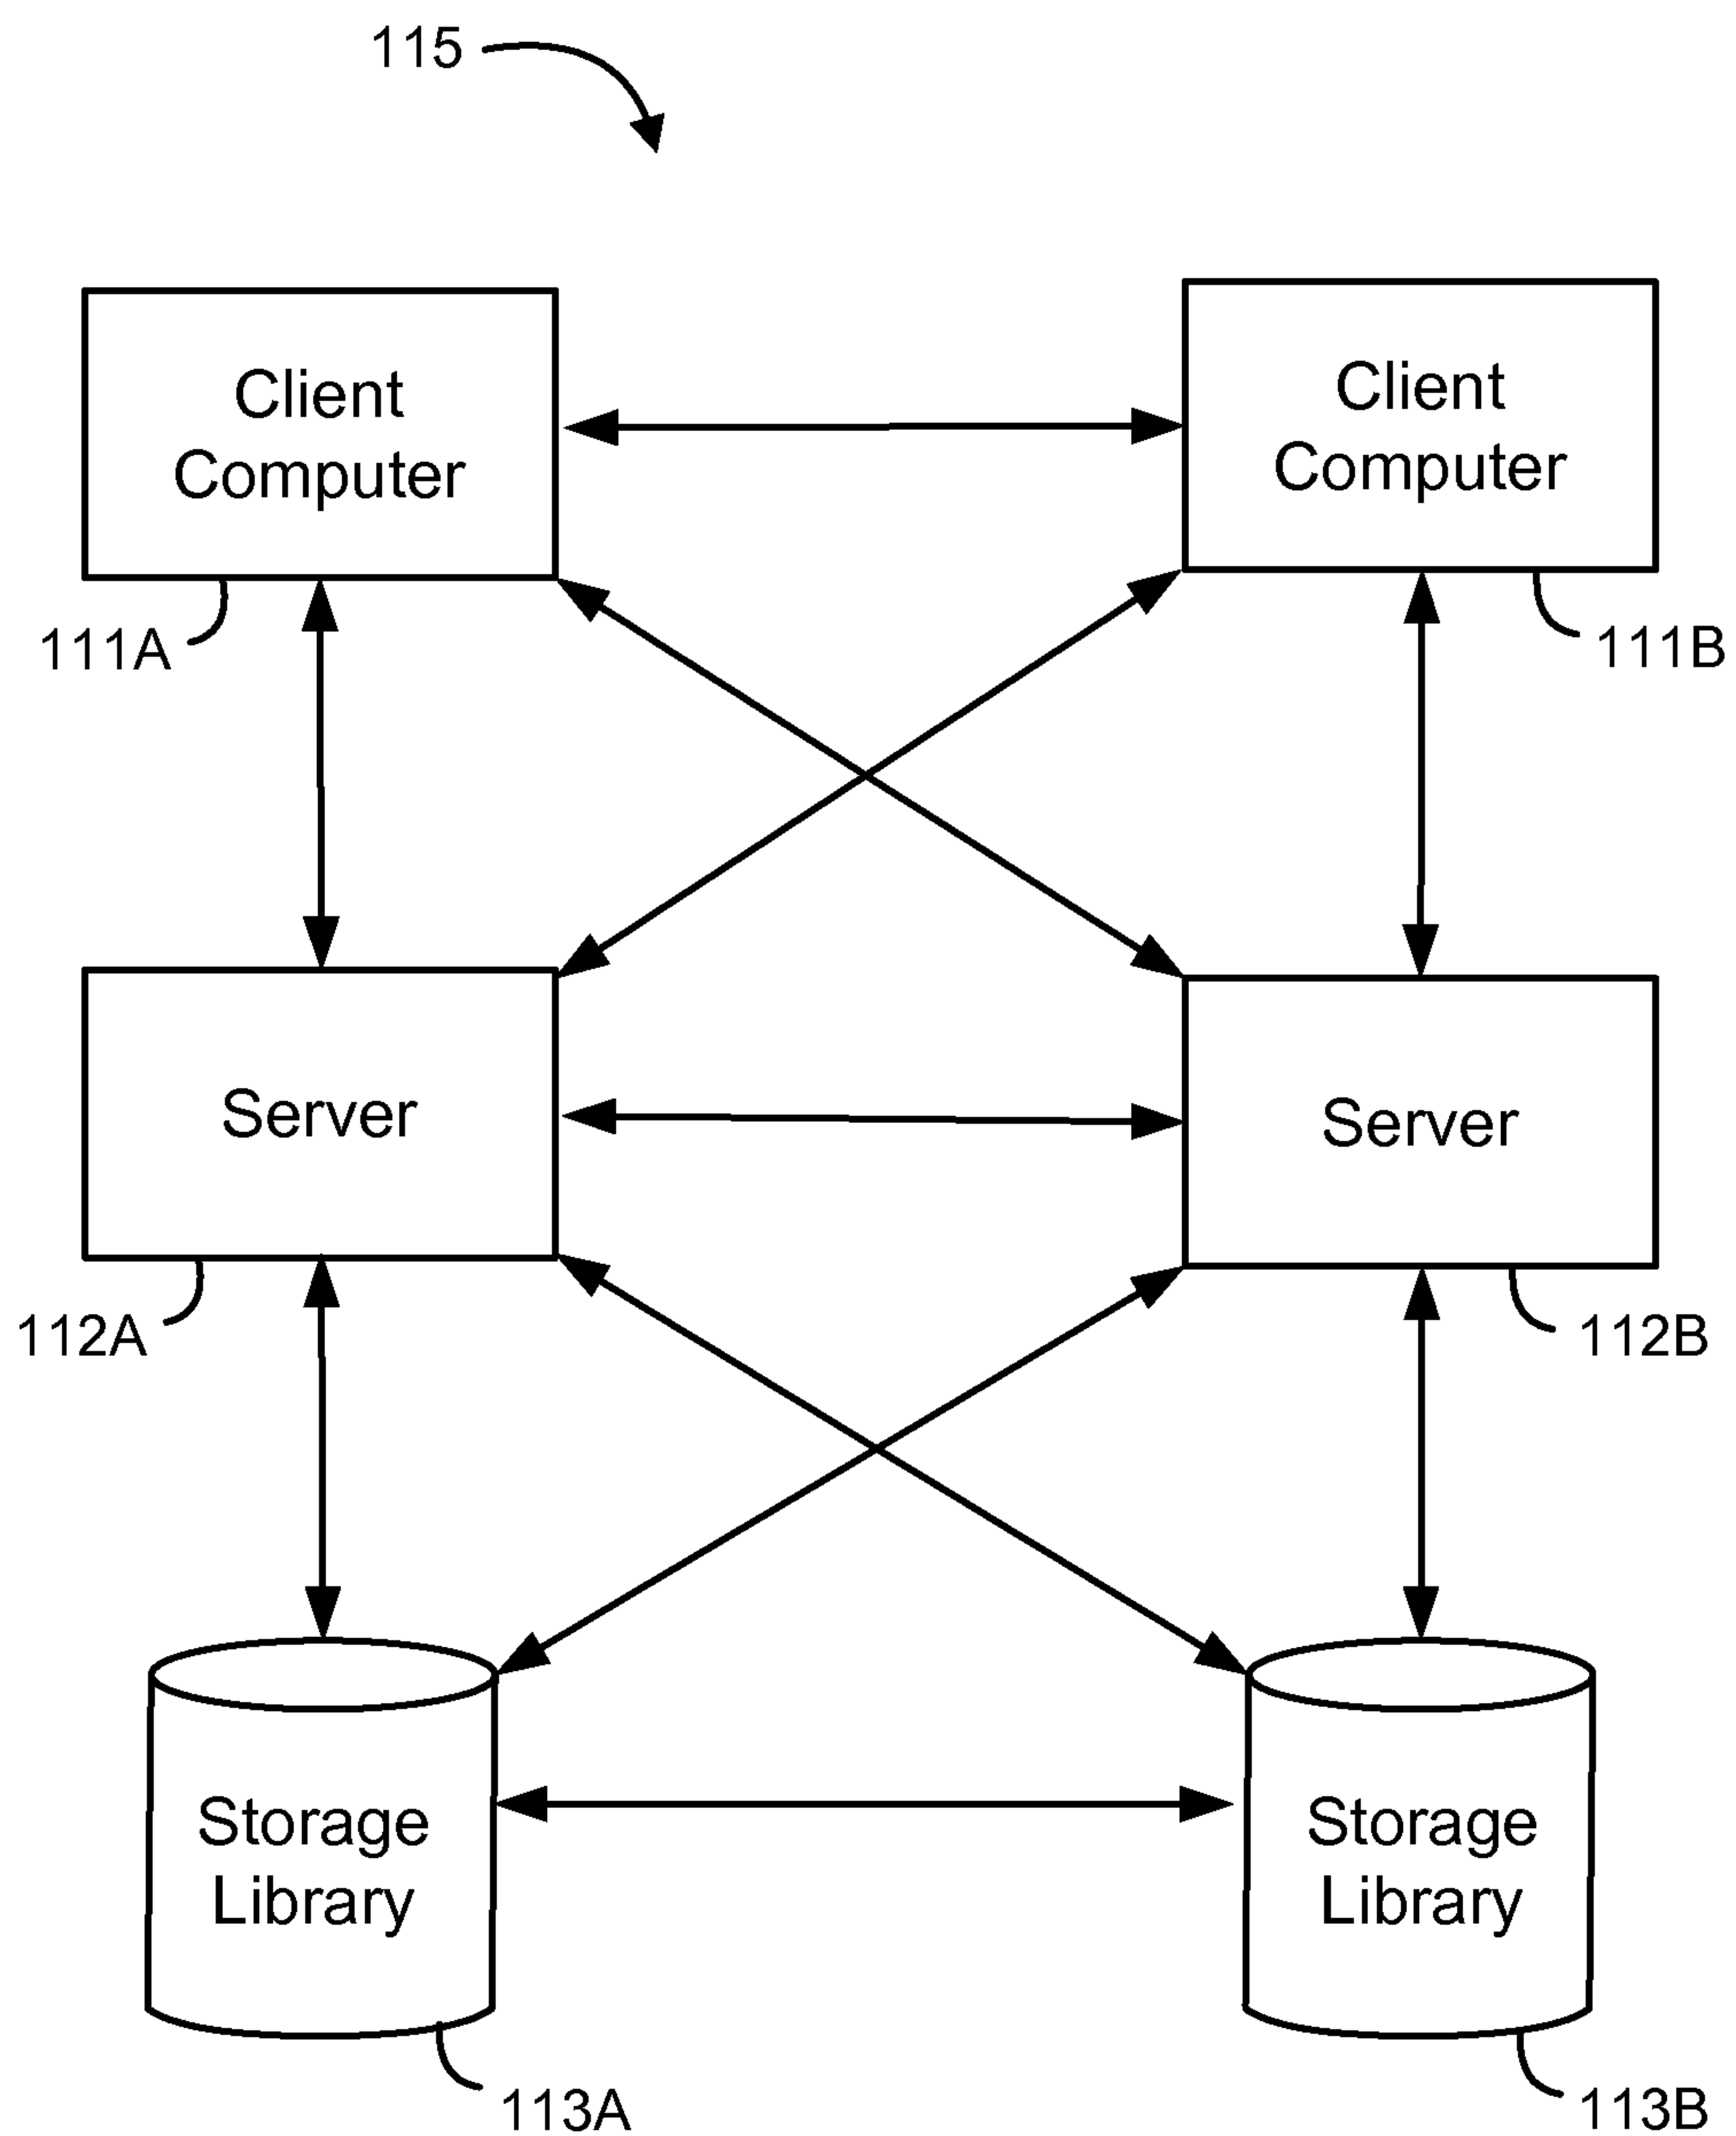 115
Client
Computer
Client
Computer
111A
111B
Server
Server
112A
112B
Storage
Library
Storage
Library
113A
113B